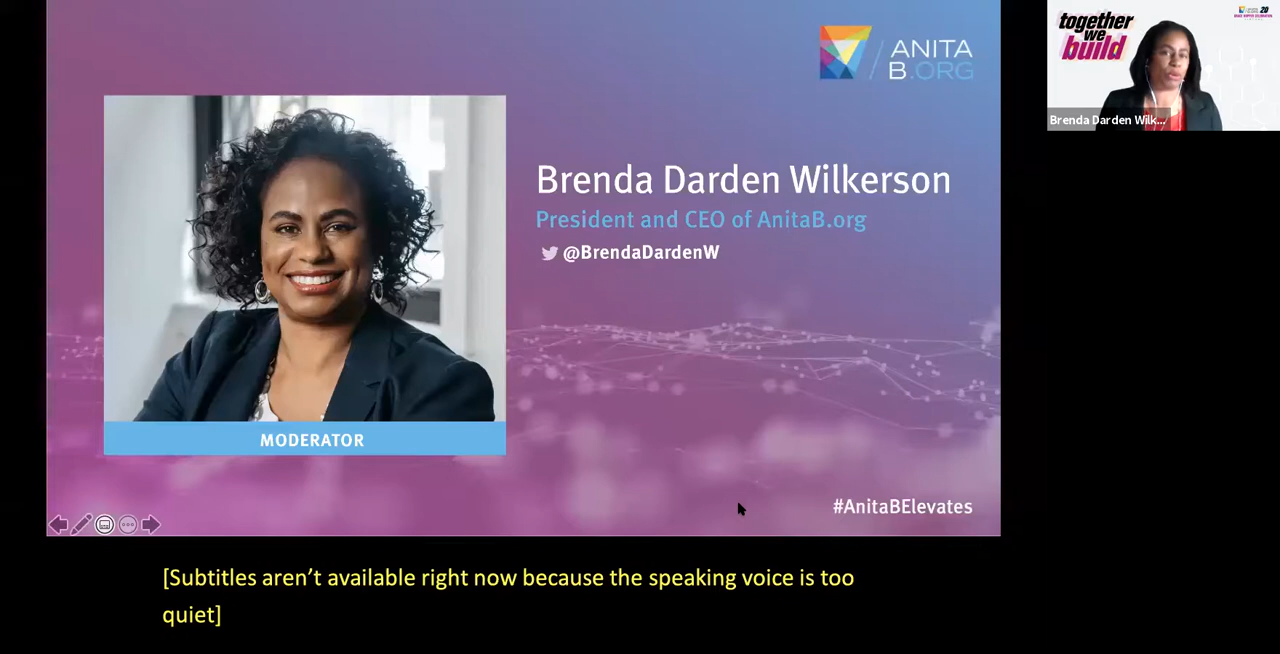 ANITA
B.ORG
Brenda Darden Wilkerson
President and CEO of AnitaB.org
@BrendaDardenW
MODERATOR
#AnitaBElevates
together
we
build
20
Brenda Darden Wilk...
[Subtitles aren’t available right now because the speaking voice is too
quiet]